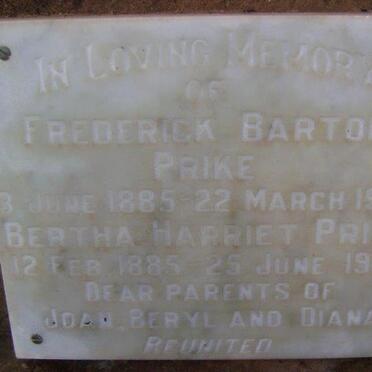 IN LOVING MEMOR
OF
FREDERICK BARTO
PRIKE
3 JUNE 1885 22 MARCH 19
BERTHA HARRIET PRI
12 FEB. 1885 25 JUNE 19
DEAR PARENTS OF
JOAN, BERYL AND DIANA
REUNITED